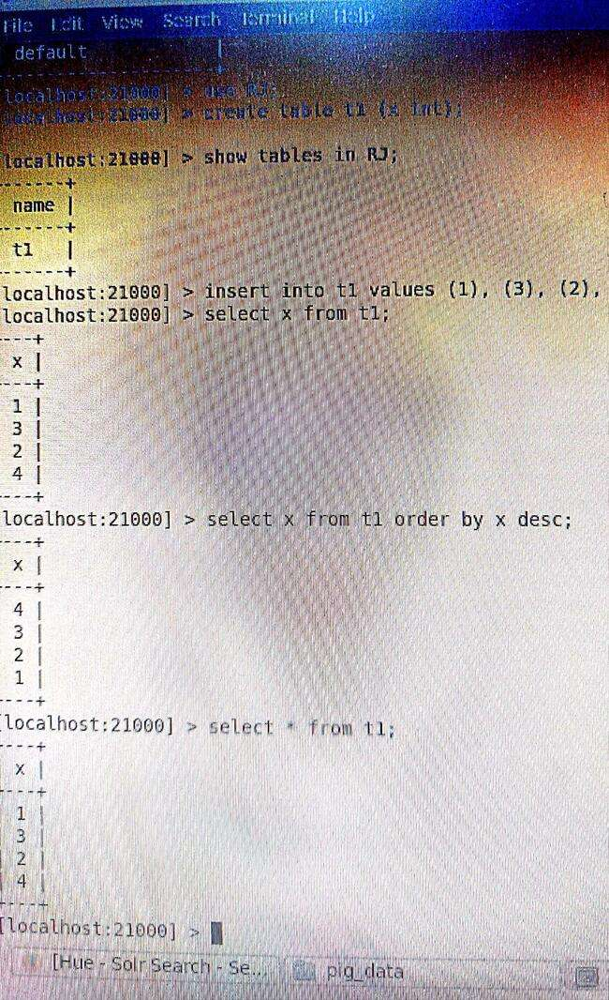 File Edit View Search Terminal Help
default |
-----------------+
localhost:21000] > use RJ;
localhost:21000] > create table t1 (x int);
[localhost:21000] > show tables in RJ;
------+
name |
------+
t1 |
------+
[localhost:21000] > insert into t1 values (1), (3), (2),
[localhost:21000] > select x from t1;
----+
x |
----+
1 |
3 |
2 |
4 |
----+
[localhost:21000] > select x from t1 order by x desc;
----+
x |
----+
4 |
3 |
2 |
1 |
----+
[localhost:21000] > select * from t1;
----+
x |
----+
1 |
3 |
2 |
4 |
----+
[localhost:21000] >
[Hue - Solr Search - Se... pig_data